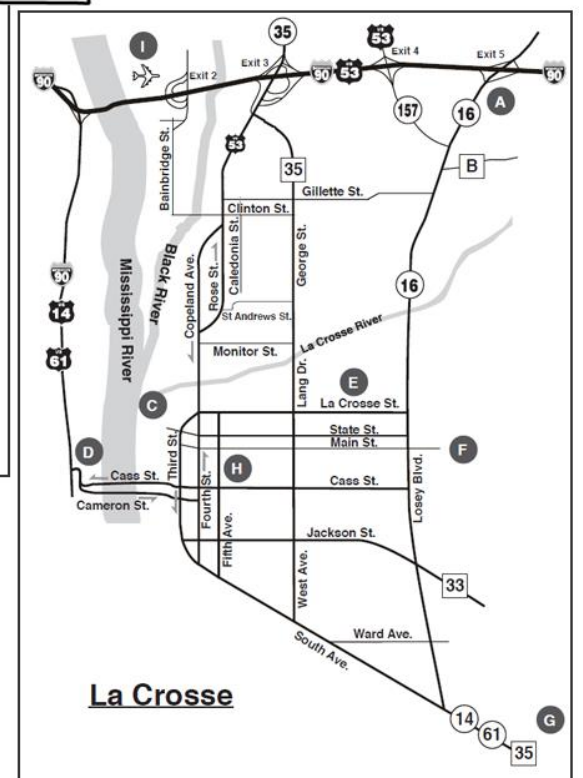 35
I
US 53
Exit 4
Exit 5
Exit 3
Exit 2
90
90
53
90
157
16
A
53
B
35
Bainbridge St.
Gillette St.
Clinton St.
Black River
Copeland Ave.
Rose St.
Caledonia St.
George St.
90
14
61
Mississippi River
16
St Andrews St.
La Crosse River
Monitor St.
Lang Dr.
E
C
La Crosse St.
State St.
Main St.
F
D
Third St.
H
Cass St.
Cass St.
Losey Blvd.
Cameron St.
Fourth St.
Fifth Ave.
Jackson St.
33
West Ave.
Ward Ave.
South Ave.
La Crosse
14
61
35
G